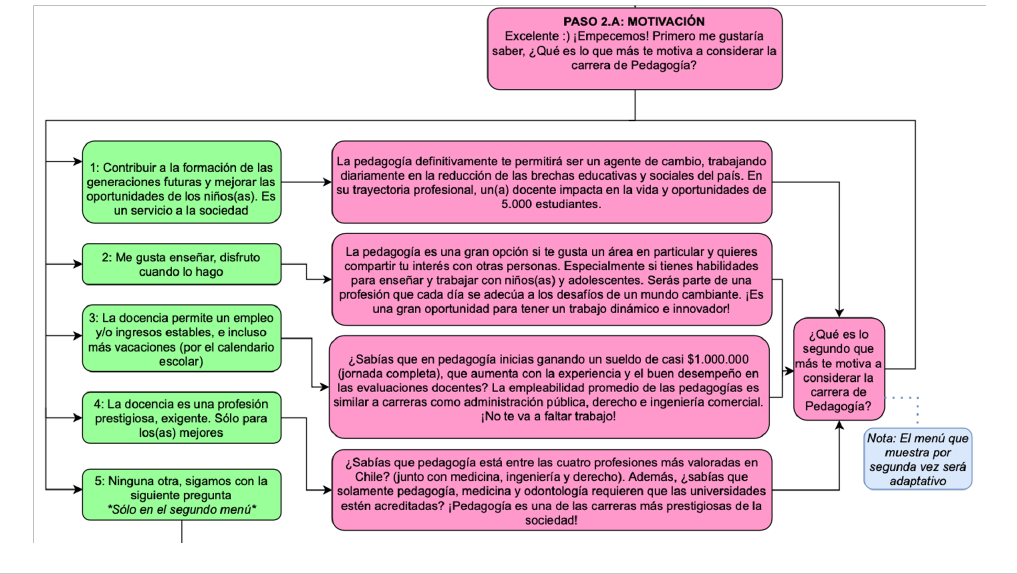 PASO 2.A: MOTIVACIÓN
Excelente :) ¡Empecemos! Primero me gustaría
saber, ¿Qué es lo que más te motiva a considerar la
carrera de Pedagogía?
1: Contribuir a la formación de las
generaciones futuras y mejorar las
oportunidades de los niños(as). Es
un servicio a la sociedad
La pedagogía definitivamente te permitirá ser un agente de cambio, trabajando
diariamente en la reducción de las brechas educativas y sociales del país. En
su trayectoria profesional, un(a) docente impacta en la vida y oportunidades de
5.000 estudiantes.
2: Me gusta enseñar, disfruto
cuando lo hago
La pedagogía es una gran opción si te gusta un área en particular y quieres
compartir tu interés con otras personas. Especialmente si tienes habilidades
para enseñar y trabajar con niños(as) y adolescentes. Serás parte de una
profesión que cada día se adecúa a los desafíos de un mundo cambiante. ¡Es
una gran oportunidad para tener un trabajo dinámico e innovador!
3: La docencia permite un empleo
y/o ingresos estables, e incluso
más vacaciones (por el calendario
escolar)
¿Sabías que en pedagogía inicias ganando un sueldo de casi $1.000.000
(jornada completa), que aumenta con la experiencia y el buen desempeño en
las evaluaciones docentes? La empleabilidad promedio de las pedagogías es
similar a carreras como administración pública, derecho e ingeniería comercial.
¡No te va a faltar trabajo!
4: La docencia es una profesión
prestigiosa, exigente. Sólo para
los(as) mejores
¿Sabías que pedagogía está entre las cuatro profesiones más valoradas en
Chile? (junto con medicina, ingeniería y derecho). Además, ¿sabías que
solamente pedagogía, medicina y odontología requieren que las universidades
estén acreditadas? ¡Pedagogía es una de las carreras más prestigiosas de la
sociedad!
5: Ninguna otra, sigamos con la
siguiente pregunta
*Sólo en el segundo menú*
¿Qué es lo
segundo que
más te motiva a
considerar la
carrera de
Pedagogía?
Nota: El menú que
muestra por
segunda vez será
adaptativo